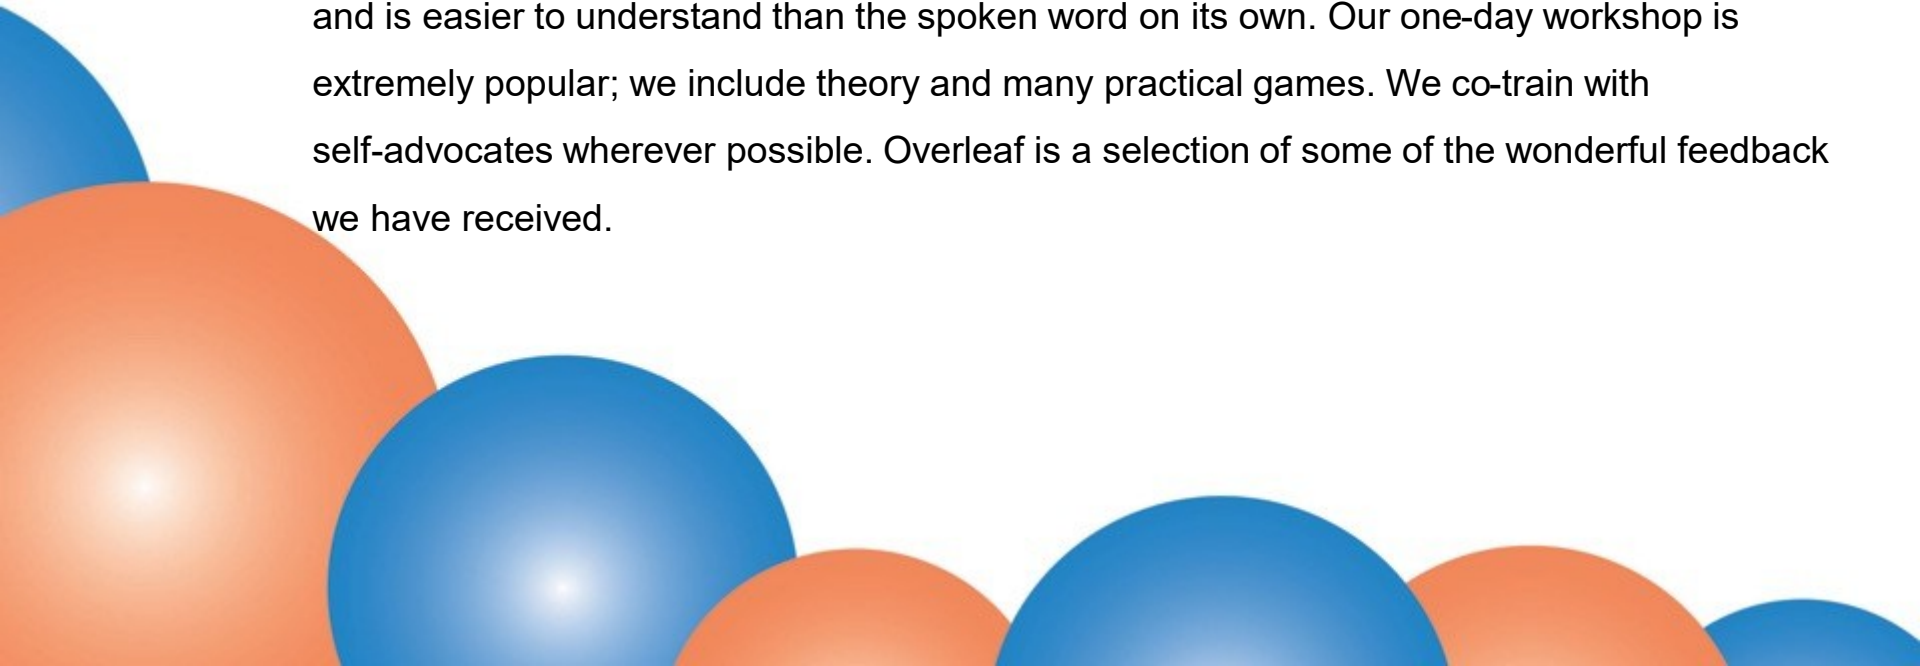 and is easier to understand than the spoken word on its own. Our one-day workshop is
extremely popular; we include theory and many practical games. We co-train with
self-advocates wherever possible. Overleaf is a selection of some of the wonderful feedback
we have received.